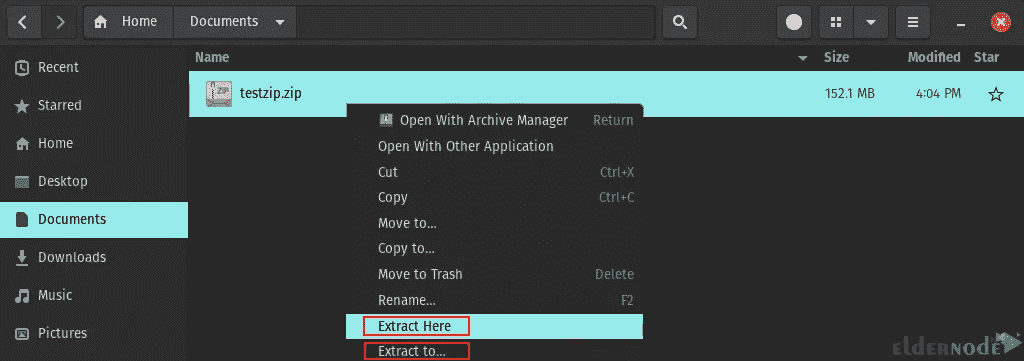 Home Documents
Name Size Modified Star
Recent
Starred
Home
Desktop
Documents
Downloads
Music
Pictures
testzip.zip 152.1 MB 4:04 PM
ZIP
Open With Archive Manager Return
Open With Other Application
Cut Ctrl+X
Copy Ctrl+C
Move to...
Copy to...
Move to Trash Delete
Rename... F2
Extract Here
Extract to...
ELDERNODE